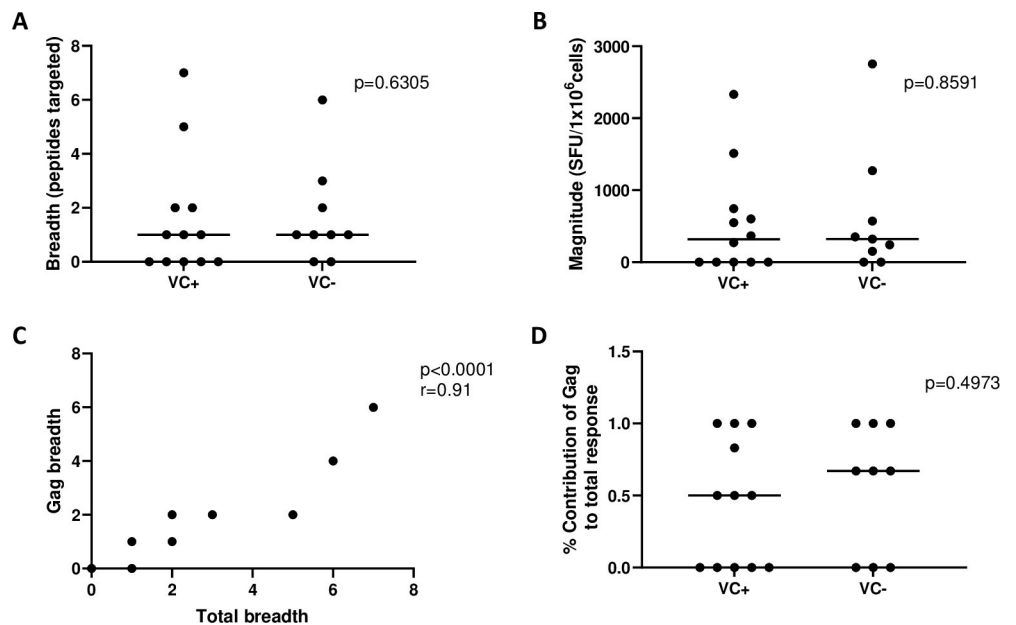 A
Breadth (peptides targeted)
8
6
4
2
0
p=0.6305
VC+
VC-
B
Magnitude (SFU/1x10⁶cells)
3000
2000
1000
0
p=0.8591
VC+
VC-
C
Gag breadth
8
6
4
2
0
p<0.0001
r=0.91
0
2
4
6
8
Total breadth
D
% Contribution of Gag
to total response
1.5
1.0
0.5
0.0
p=0.4973
VC+
VC-